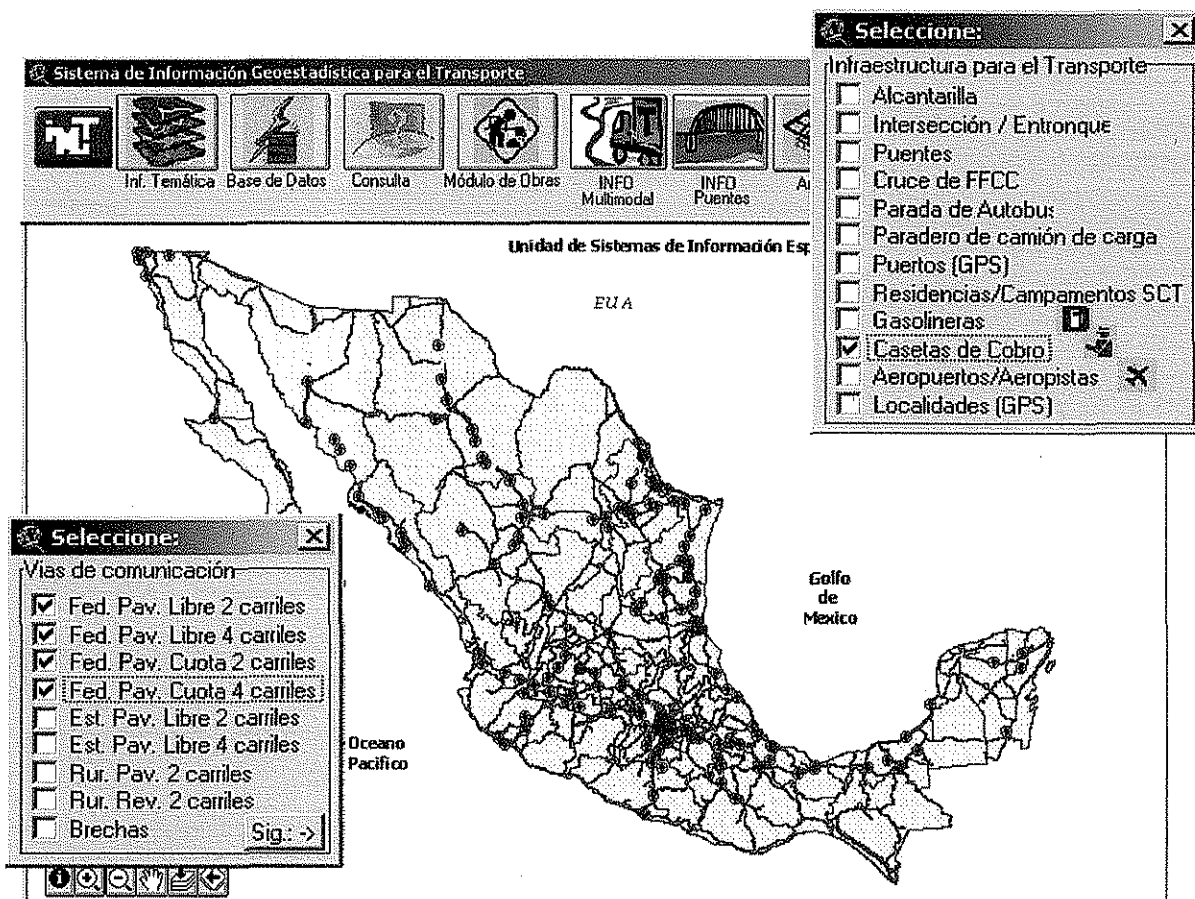 Seleccione:
Infraestructura para el Transporte
Alcantarilla
Intersección / Entronque
Puentes
Cruce de FFCC
Parada de Autobus
Paradero de camión de carga
Puertos (GPS)
Residencias/Campamentos SCT
Gasolineras
Casetas de Cobro
Aeropuertos/Aeropistas
Localidades (GPS)
Sistema de Información Geoestadística para el Transporte
Inf. Temática
Base de Datos
Consulta
Módulo de Obras
INFO
Multimodal
INFO
Puentes
Unidad de Sistemas de Información Esp
EUA
Golfo
de
Mexico
Oceano
Pacifico
Seleccione:
Vias de comunicación
Fed. Pav. Libre 2 carriles
Fed. Pav. Libre 4 carriles
Fed. Pav. Cuota 2 carriles
Fed. Pav. Cuota 4 carriles
Est. Pav. Libre 2 carriles
Est. Pav. Libre 4 carriles
Rur. Pav. 2 carriles
Rur. Rev. 2 carriles
Brechas
Sig.: ->